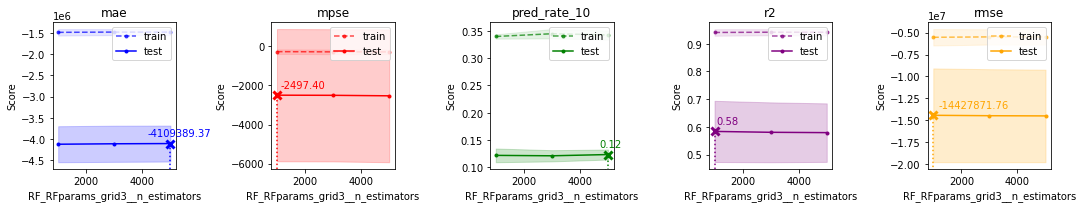 mae
1e6
−1.5
−2.0
−2.5
−3.0
−3.5
−4.0
−4.5
Score
train
test
-4109389.37
2000
4000
RF_RFparams_grid3__n_estimators
mpse
0
−2000
−4000
−6000
Score
train
test
-2497.40
2000
4000
RF_RFparams_grid3__n_estimators
pred_rate_10
0.35
0.30
0.25
0.20
0.15
0.10
Score
train
test
0.12
2000
4000
RF_RFparams_grid3__n_estimators
r2
0.9
0.8
0.7
0.6
0.5
Score
train
test
0.58
2000
4000
RF_RFparams_grid3__n_estimators
rmse
1e7
−0.50
−0.75
−1.00
−1.25
−1.50
−1.75
−2.00
Score
train
test
-14427871.76
2000
4000
RF_RFparams_grid3__n_estimators